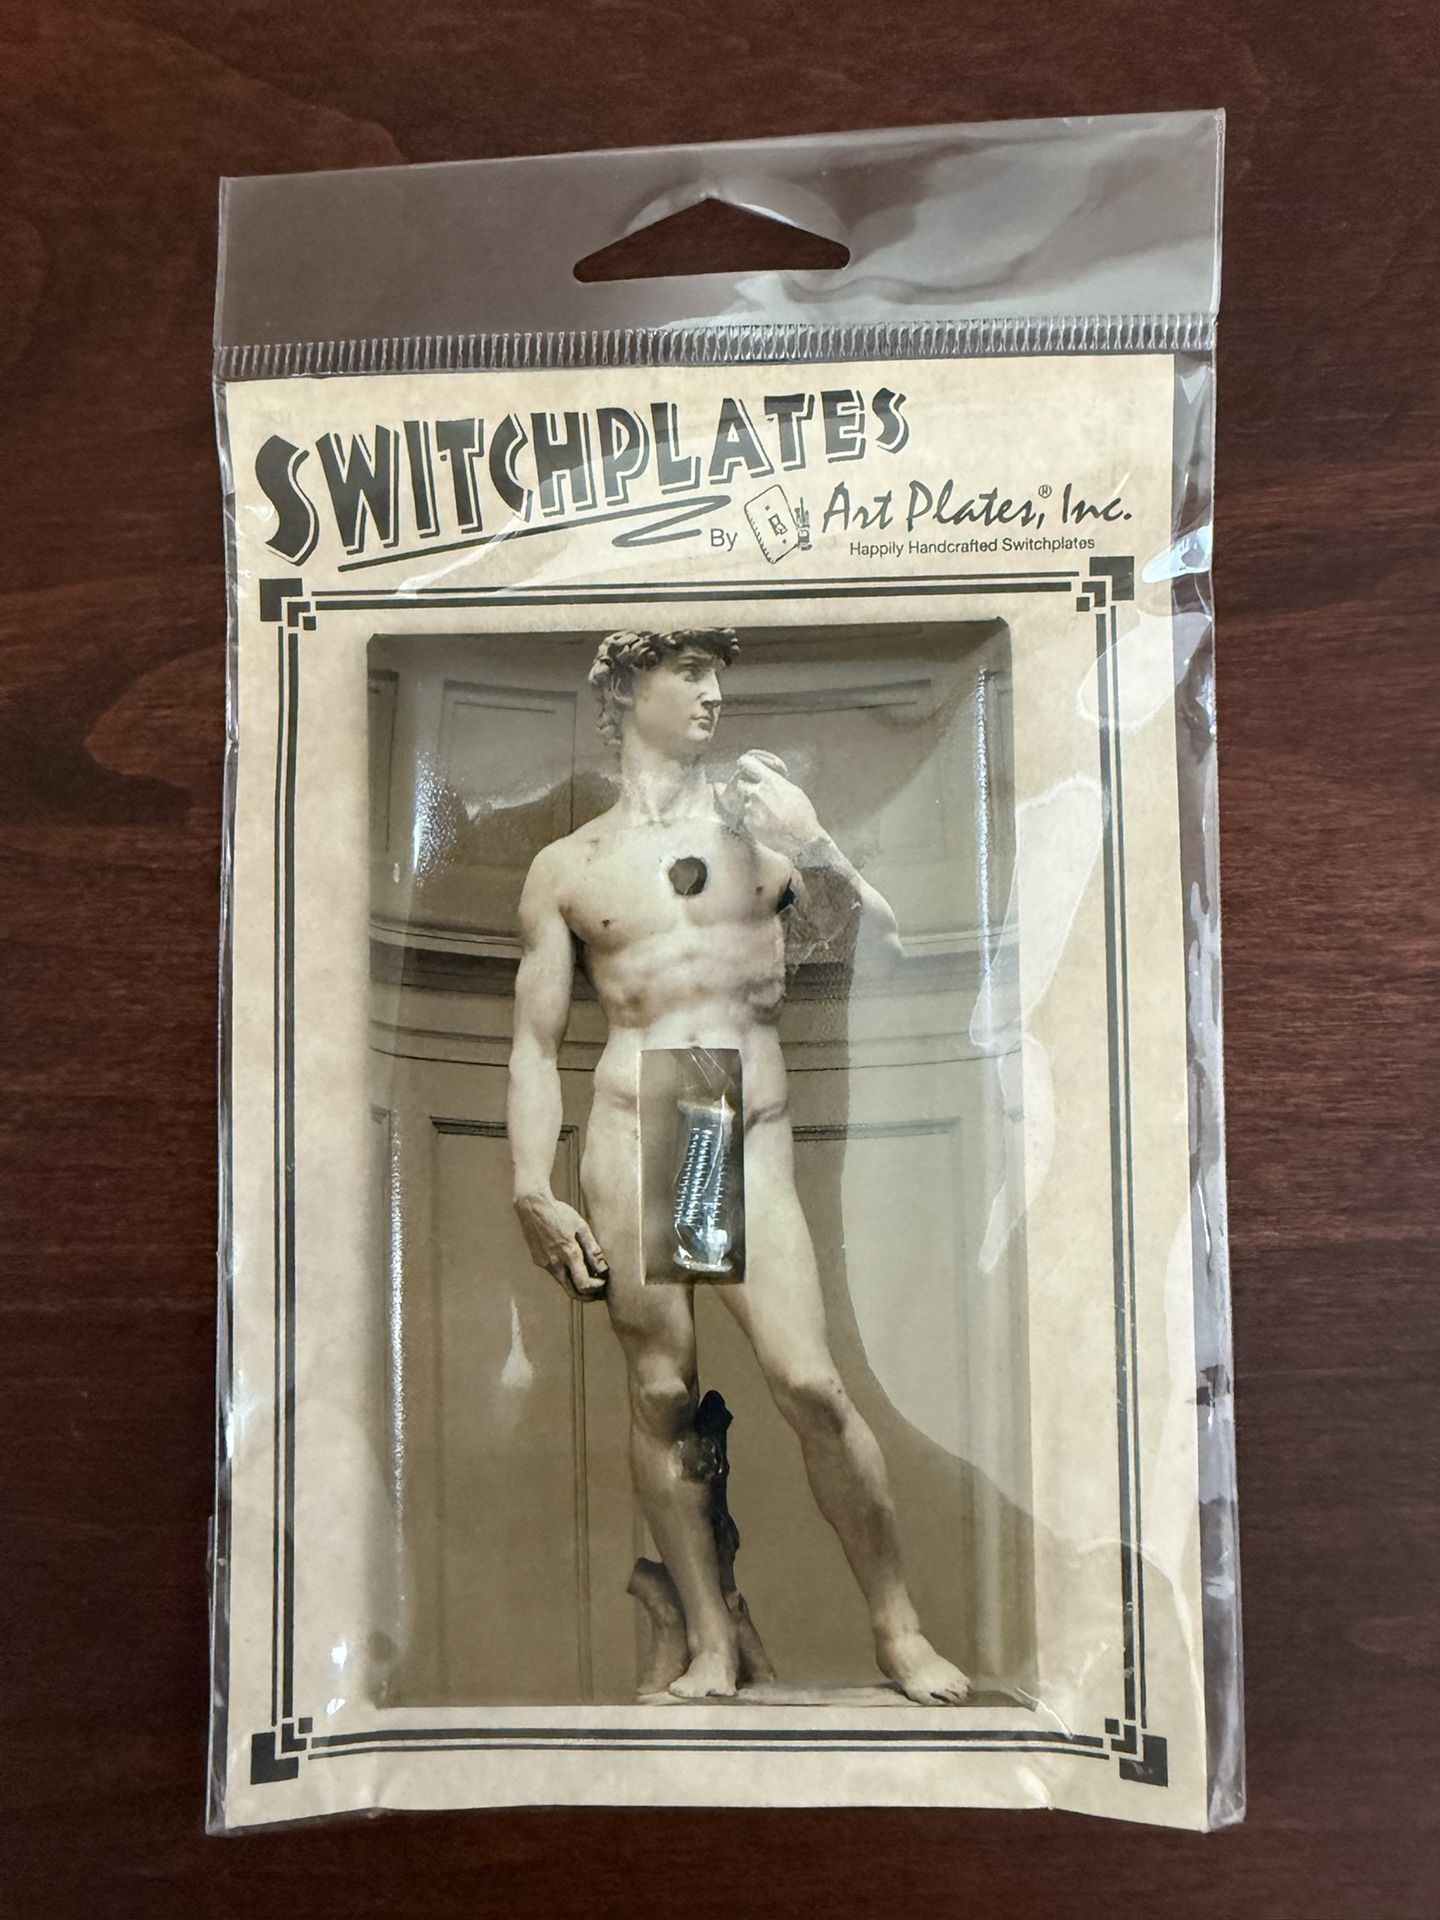 SWITCHPLATES
By Art Plates,® Inc.
Happily Handcrafted Switchplates